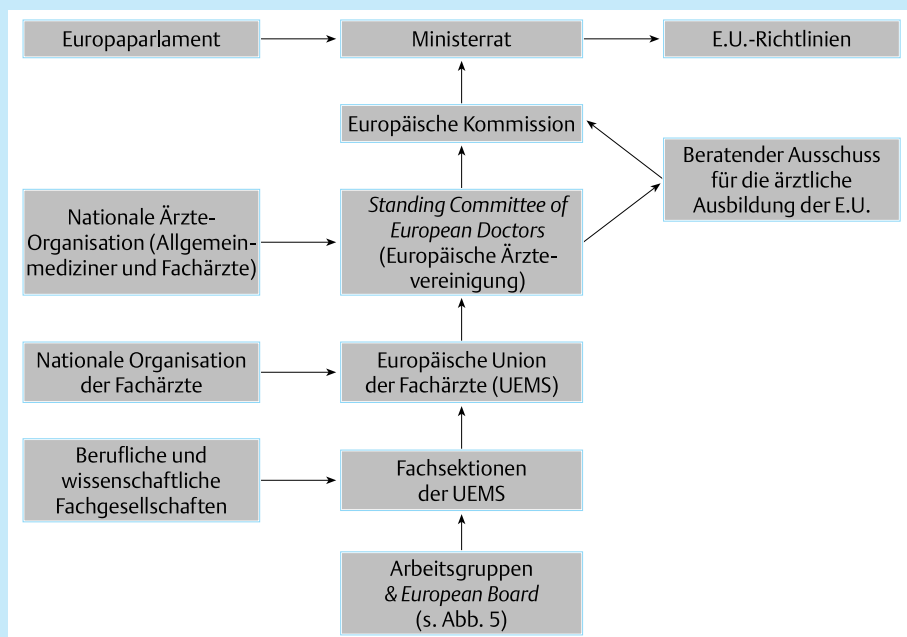 Europaparlament
Ministerrat
E.U.-Richtlinien
Europäische Kommission
Beratender Ausschuss
für die ärztliche
Ausbildung der E.U.
Nationale Ärzte-
Organisation (Allgemein-
mediziner und Fachärzte)
Standing Committee of
European Doctors
(Europäische Ärzte-
vereinigung)
Nationale Organisation
der Fachärzte
Europäische Union
der Fachärzte (UEMS)
Berufliche und
wissenschaftliche
Fachgesellschaften
Fachsektionen
der UEMS
Arbeitsgruppen
& European Board
(s. Abb. 5)